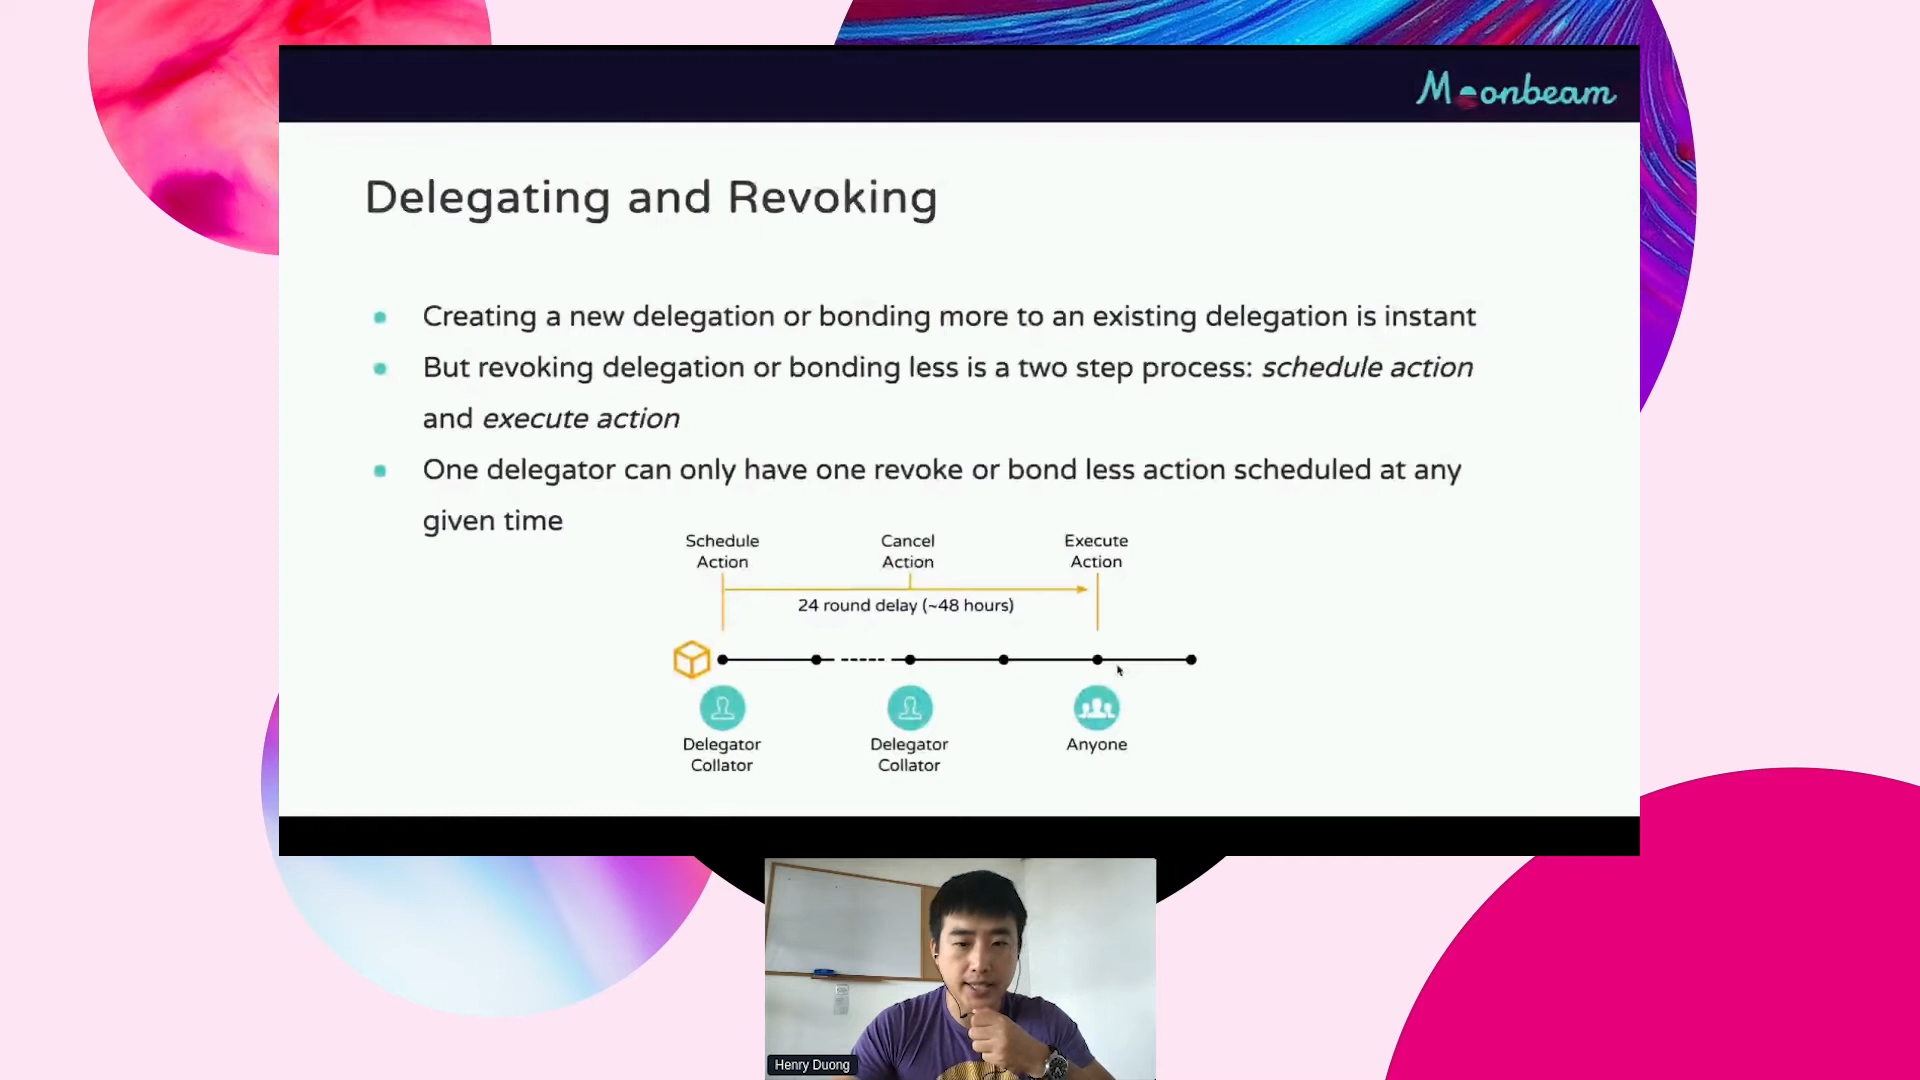 Moonbeam
Delegating and Revoking
Creating a new delegation or bonding more to an existing delegation is instant
But revoking delegation or bonding less is a two step process: schedule action
and execute action
One delegator can only have one revoke or bond less action scheduled at any
given time
Schedule
Action
Cancel
Action
Execute
Action
24 round delay (~48 hours)
Delegator
Collator
Delegator
Collator
Anyone
Henry Duong